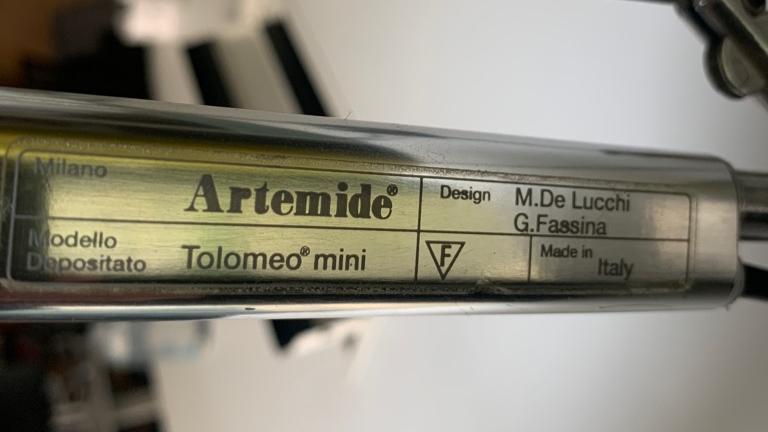 Milano
Artemide®
Design M.De Lucchi
G.Fassina
Modello
Depositato
Tolomeo® mini
F
Made in Italy